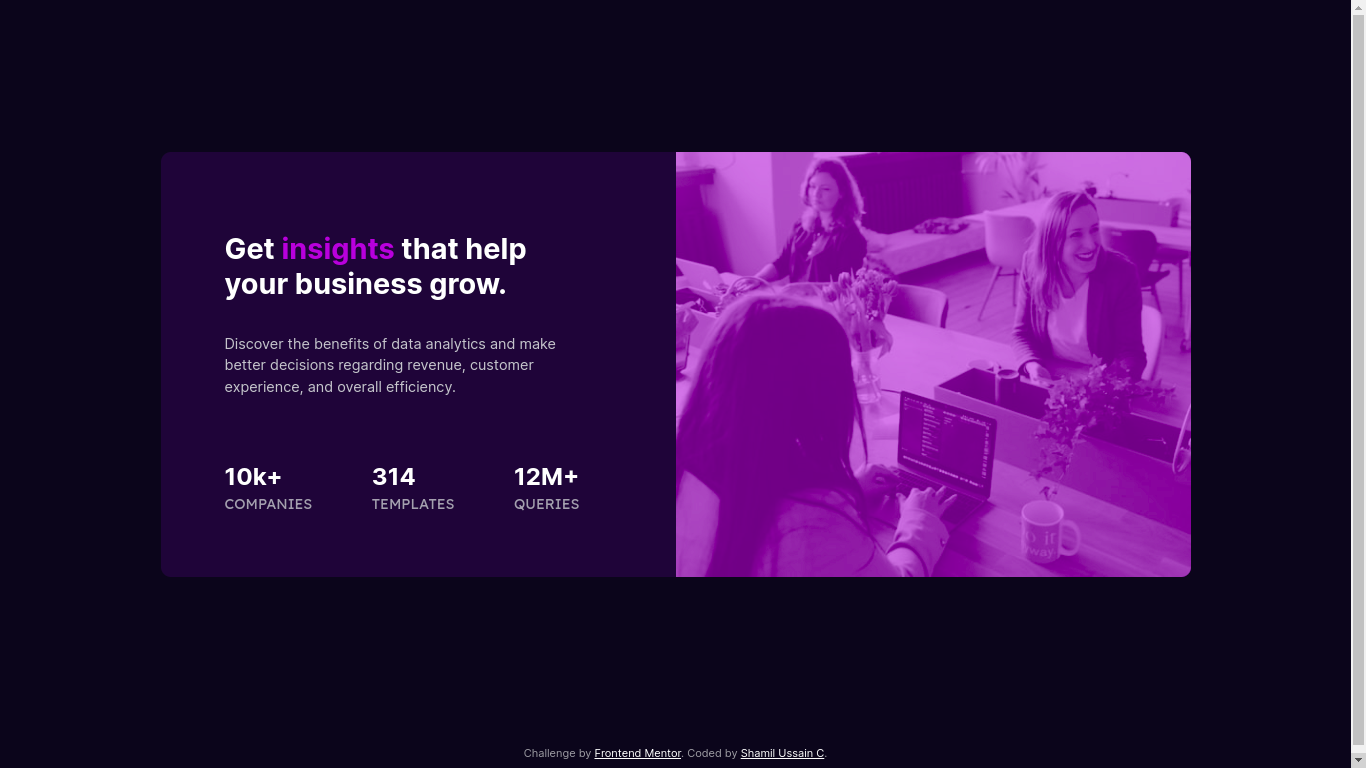 Get insights that help
your business grow.
Discover the benefits of data analytics and make
better decisions regarding revenue, customer
experience, and overall efficiency.
10k+ 314 12M+
COMPANIES TEMPLATES QUERIES
Challenge by Frontend Mentor. Coded by Shamil Ussain C.